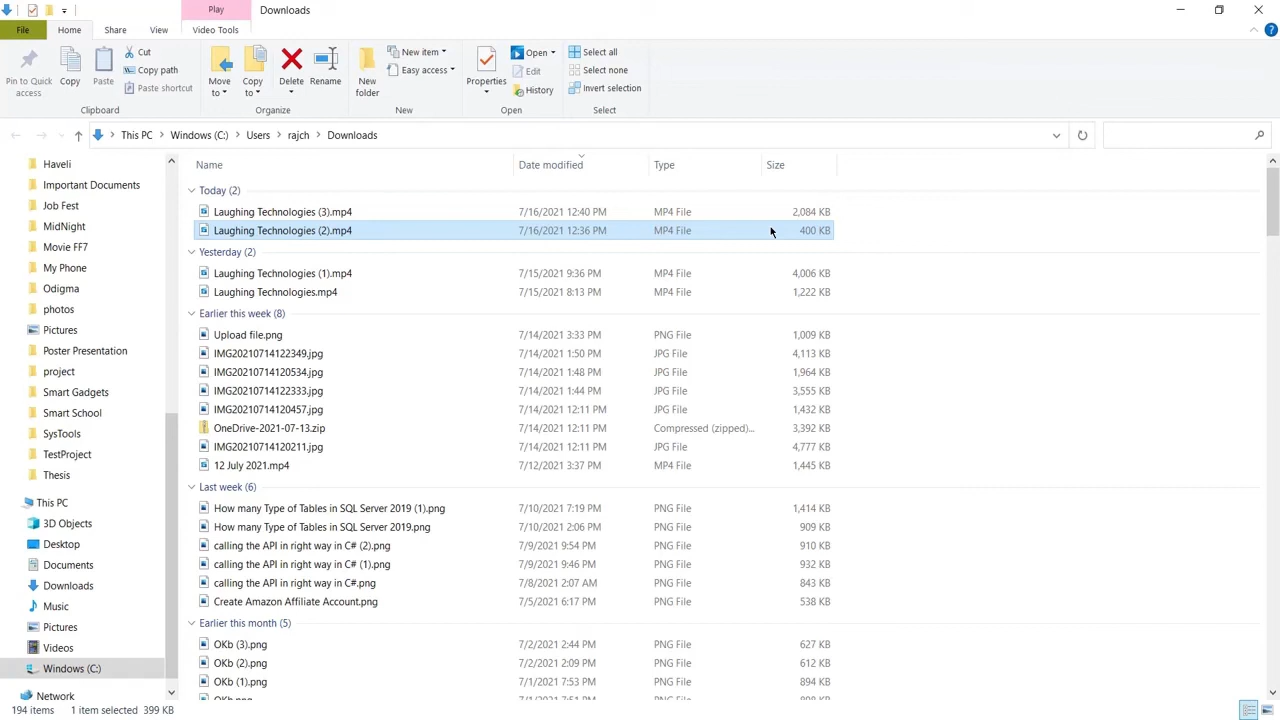 Play
Downloads
File
Home
Share
View
Video Tools
Pin to Quick access
Copy
Paste
Cut
Copy path
Paste shortcut
Move to
Copy to
Delete
Rename
New folder
New item
Easy access
Properties
Open
Edit
History
Select all
Select none
Invert selection
Clipboard
Organize
New
Open
Select
This PC
Windows (C:)
Users
rajch
Downloads
Haveli
Important Documents
Job Fest
MidNight
Movie FF7
My Phone
Odigma
photos
Pictures
Poster Presentation
project
Smart Gadgets
Smart School
SysTools
TestProject
Thesis
This PC
3D Objects
Desktop
Documents
Downloads
Music
Pictures
Videos
Windows (C:)
Network
Name Date modified Type Size
Today (2)
Laughing Technologies (3).mp4 7/16/2021 12:40 PM MP4 File 2,084 KB
Laughing Technologies (2).mp4 7/16/2021 12:36 PM MP4 File 400 KB
Yesterday (2)
Laughing Technologies (1).mp4 7/15/2021 9:36 PM MP4 File 4,006 KB
Laughing Technologies.mp4 7/15/2021 8:13 PM MP4 File 1,222 KB
Earlier this week (8)
Upload file.png 7/14/2021 3:33 PM PNG File 1,009 KB
IMG20210714122349.jpg 7/14/2021 1:50 PM JPG File 4,113 KB
IMG20210714120534.jpg 7/14/2021 1:48 PM JPG File 1,964 KB
IMG20210714122333.jpg 7/14/2021 1:44 PM JPG File 3,555 KB
IMG20210714120457.jpg 7/14/2021 12:11 PM JPG File 1,432 KB
OneDrive-2021-07-13.zip 7/14/2021 12:11 PM Compressed (zipped)... 3,392 KB
IMG20210714120211.jpg 7/14/2021 12:11 PM JPG File 4,777 KB
12 July 2021.mp4 7/12/2021 3:37 PM MP4 File 1,445 KB
Last week (6)
How many Type of Tables in SQL Server 2019 (1).png 7/10/2021 7:19 PM PNG File 1,414 KB
How many Type of Tables in SQL Server 2019.png 7/10/2021 2:06 PM PNG File 909 KB
calling the API in right way in C# (2).png 7/9/2021 9:54 PM PNG File 910 KB
calling the API in right way in C# (1).png 7/9/2021 9:46 PM PNG File 932 KB
calling the API in right way in C#.png 7/8/2021 2:07 AM PNG File 843 KB
Create Amazon Affiliate Account.png 7/5/2021 6:17 PM PNG File 538 KB
Earlier this month (5)
OKb (3).png 7/2/2021 2:44 PM PNG File 627 KB
OKb (2).png 7/2/2021 2:09 PM PNG File 612 KB
OKb (1).png 7/1/2021 7:53 PM PNG File 894 KB
194 items 1 item selected 399 KB